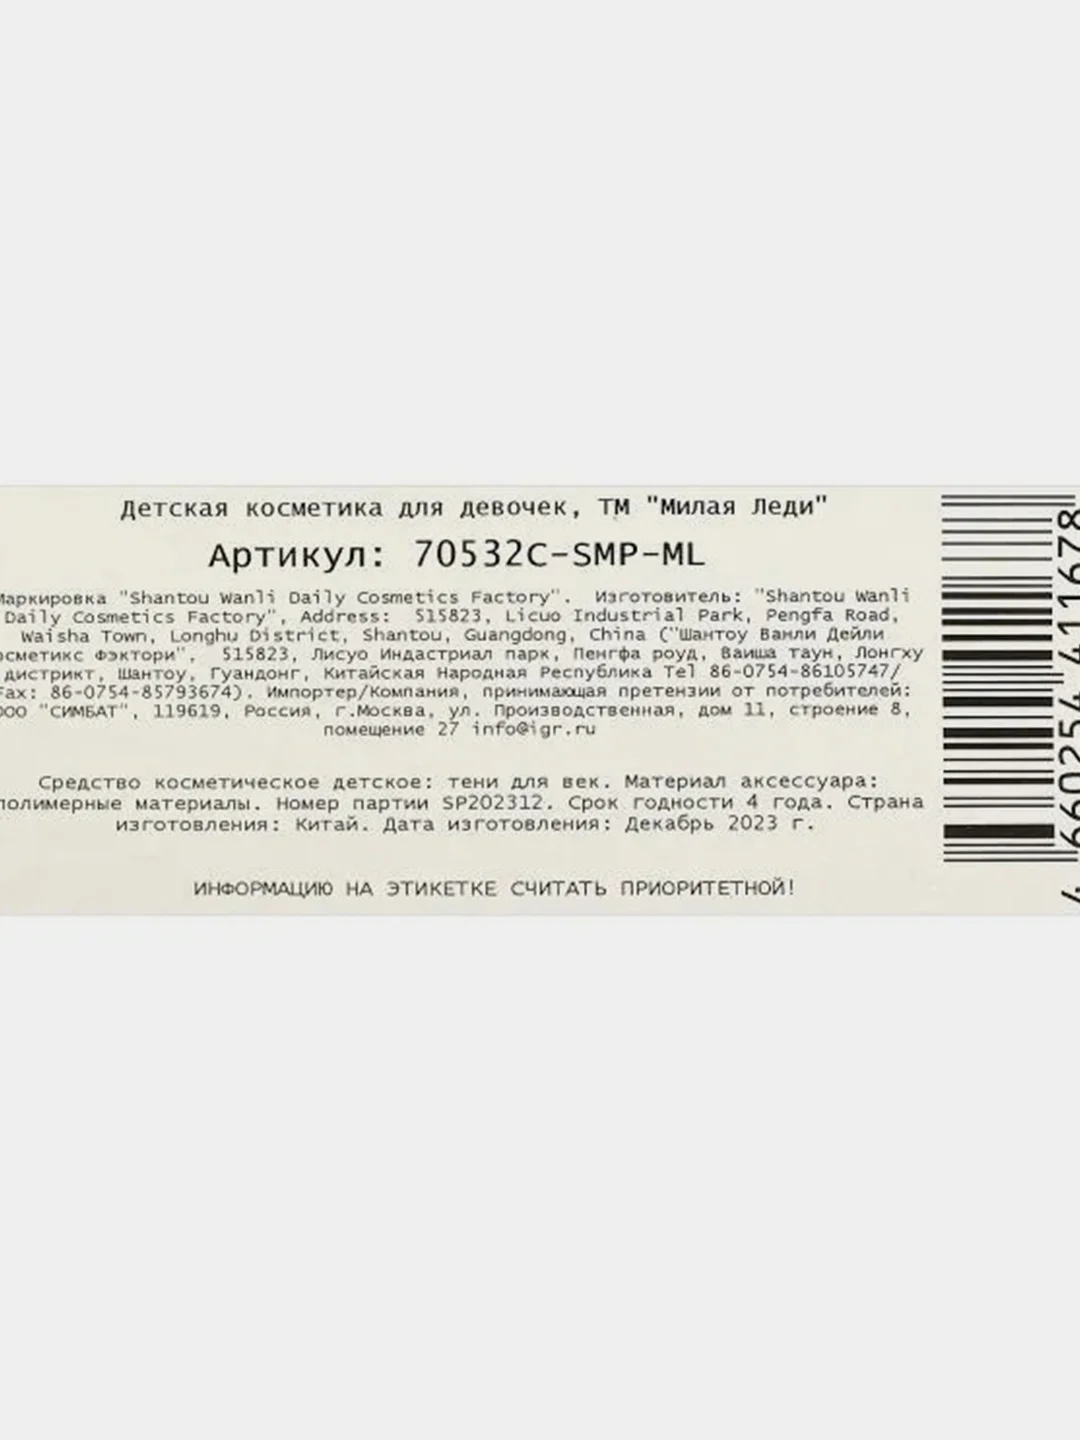 Детская косметика для девочек, ТМ "Милая Леди"
Артикул: 70532C-SMP-ML
Маркировка "Shantou Wanli Daily Cosmetics Factory". Изготовитель: "Shantou Wanli
Daily Cosmetics Factory", Address: 515823, Licuo Industrial Park, Pengfa Road,
Waisha Town, Longhu District, Shantou, Guangdong, China ("Шантоу Ванли Дейли
осметикс Фэктори", 515823, Лисуо Индастриал парк, Пенгфа роуд, Ваиша таун, Лонгху
дистрикт, Шантоу, Гуандонг, Китайская Народная Республика Tel 86-0754-86105747/
Fax: 86-0754-85793674). Импортер/Компания, принимающая претензии от потребителей:
ООО "СИМБАТ", 119619, Россия, г.Москва, ул. Производственная, дом 11, строение 8,
помещение 27 info@igr.ru
Средство косметическое детское: тени для век. Материал аксессуара:
полимерные материалы. Номер партии SP202312. Срок годности 4 года. Страна
изготовления: Китай. Дата изготовления: Декабрь 2023 г.
ИНФОРМАЦИЮ НА ЭТИКЕТКЕ СЧИТАТЬ ПРИОРИТЕТНОЙ!
4 660254 411678